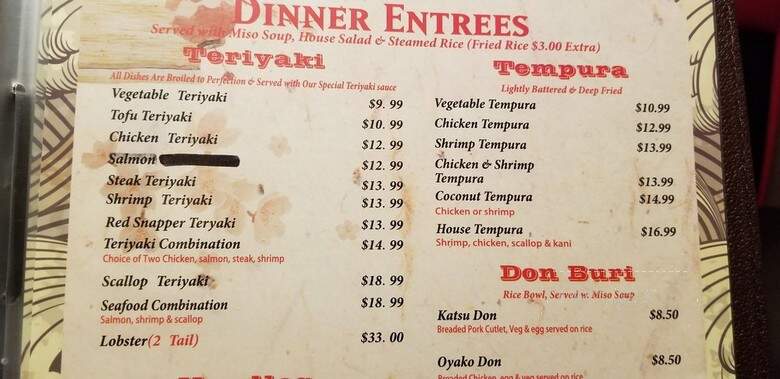 DINNER ENTREES
Served with Miso Soup, House Salad & Steamed Rice (Fried Rice $3.00 Extra)
Teriyaki
All Dishes Are Broiled to Perfection & Served with Our Special Teriyaki sauce
Vegetable Teriyaki $9.99
Tofu Teriyaki $10.99
Chicken Teriyaki $12.99
Salmon $12.99
Steak Teriyaki $13.99
Shrimp Teriyaki $13.99
Red Snapper Teryaki $13.99
Teriyaki Combination $14.99
Choice of Two Chicken, salmon, steak, shrimp
Scallop Teriyaki $18.99
Seafood Combination $18.99
Salmon, shrimp & scallop
Lobster(2 Tail) $33.00
Tempura
Lightly Battered & Deep Fried
Vegetable Tempura $10.99
Chicken Tempura $12.99
Shrimp Tempura $13.99
Chicken & Shrimp
Tempura $13.99
Coconut Tempura $14.99
Chicken or shrimp
House Tempura $16.99
Shrimp, chicken, scallop & kani
Don Buri
Rice Bowl, Served w. Miso Soup
Katsu Don $8.50
Breaded Pork Cutlet, Veg & egg served on rice
Oyako Don $8.50
Breaded Chicken, egg & veg served on rice